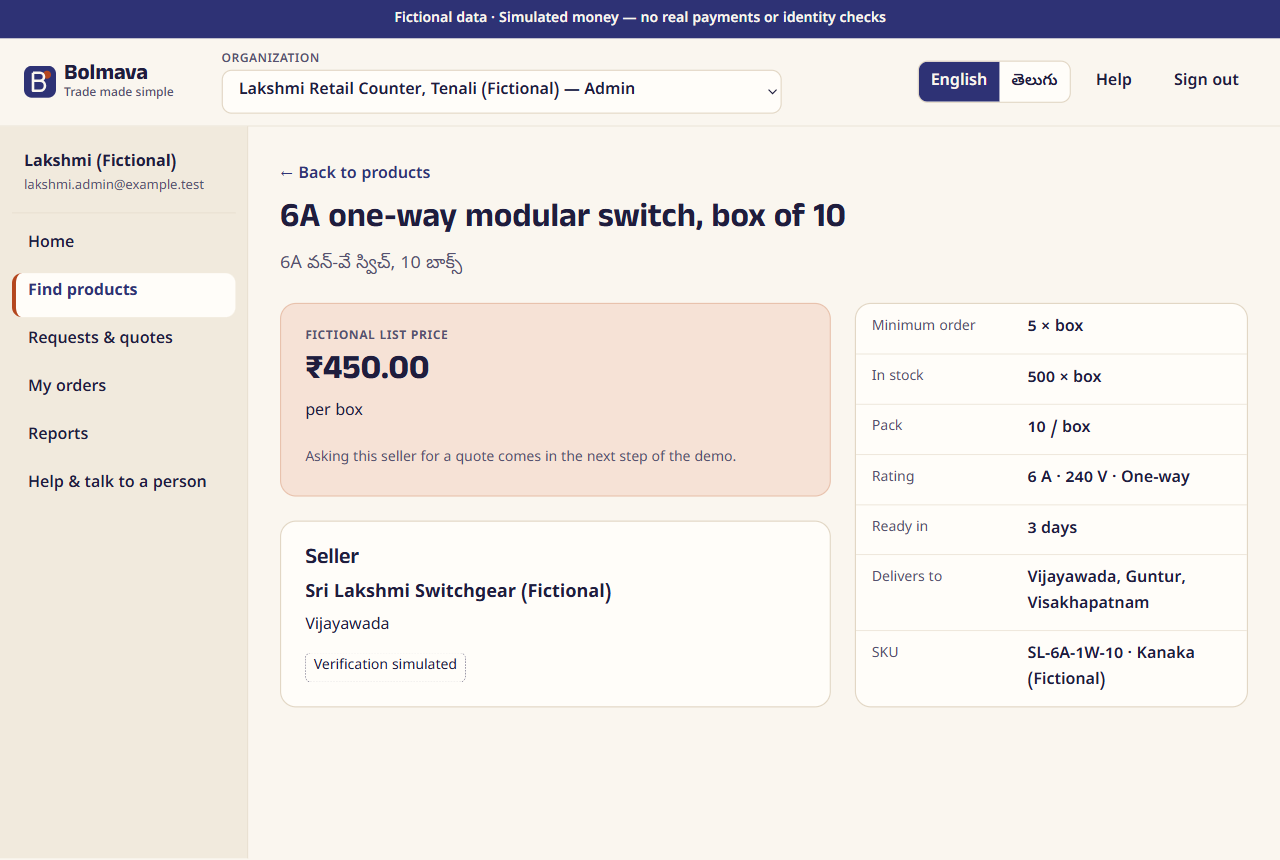 Fictional data · Simulated money — no real payments or identity checks
Bolmava
Trade made simple
ORGANIZATION
Lakshmi Retail Counter, Tenali (Fictional) — Admin
English
తెలుగు
Help
Sign out
Lakshmi (Fictional)
lakshmi.admin@example.test
Home
Find products
Requests & quotes
My orders
Reports
Help & talk to a person
← Back to products
6A one-way modular switch, box of 10
6A వన్-వే స్విచ్, 10 బాక్స్
FICTIONAL LIST PRICE
₹450.00
per box
Asking this seller for a quote comes in the next step of the demo.
Seller
Sri Lakshmi Switchgear (Fictional)
Vijayawada
Verification simulated
Minimum order 5 × box
In stock 500 × box
Pack 10 / box
Rating 6 A · 240 V · One-way
Ready in 3 days
Delivers to Vijayawada, Guntur,
Visakhapatnam
SKU SL-6A-1W-10 · Kanaka
(Fictional)